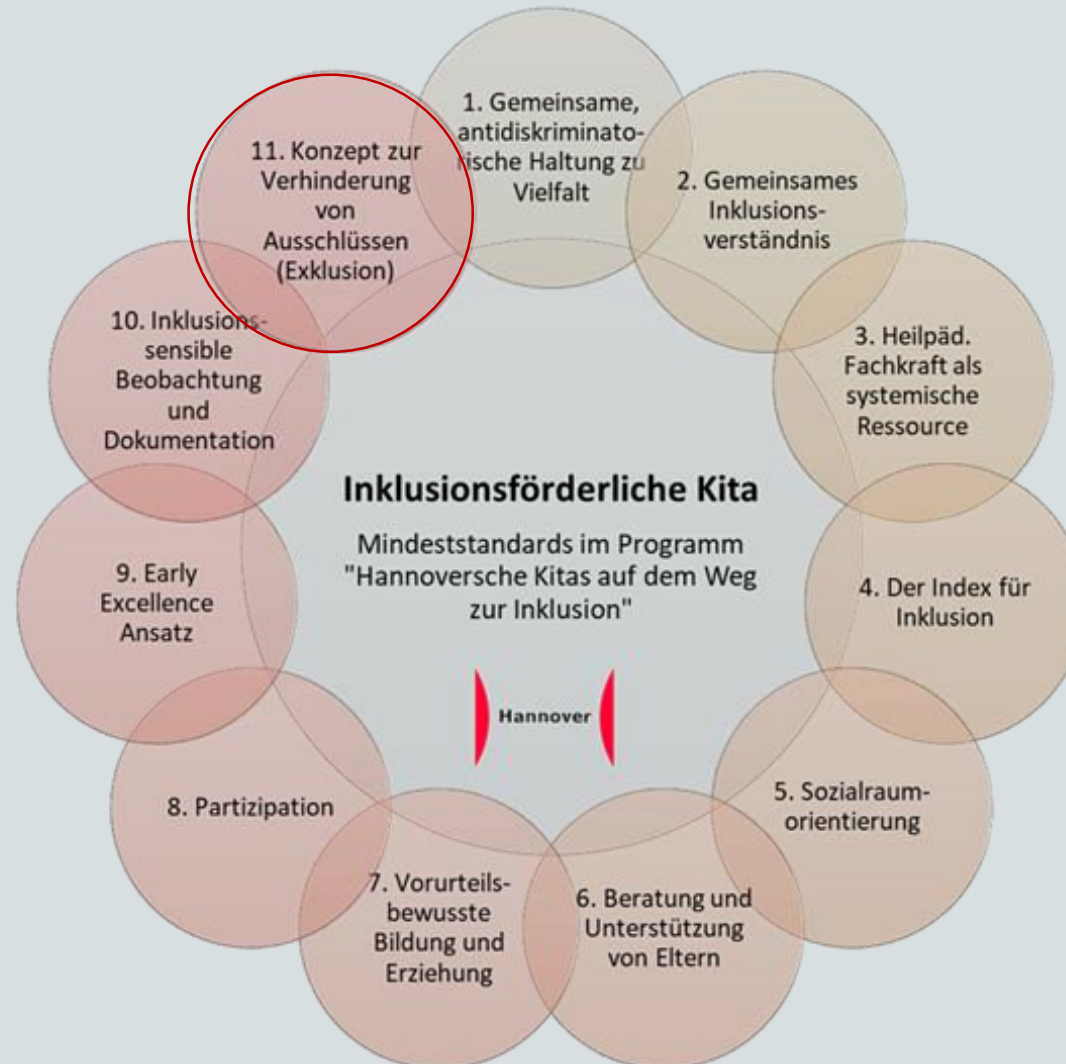 1. Gemeinsame,
antidiskriminato-
rische Haltung zu
Vielfalt
2. Gemeinsames
Inklusions-
verständnis
3. Heilpäd.
Fachkraft als
systemische
Ressource
4. Der Index für
Inklusion
5. Sozialraum-
orientierung
6. Beratung und
Unterstützung
von Eltern
7. Vorurteils-
bewusste
Bildung und
Erziehung
8. Partizipation
9. Early
Excellence
Ansatz
10. Inklusions-
sensible
Beobachtung
und
Dokumentation
11. Konzept zur
Verhinderung
von
Ausschlüssen
(Exklusion)
Inklusionsförderliche Kita
Mindeststandards im Programm
"Hannoversche Kitas auf dem Weg
zur Inklusion"
Hannover